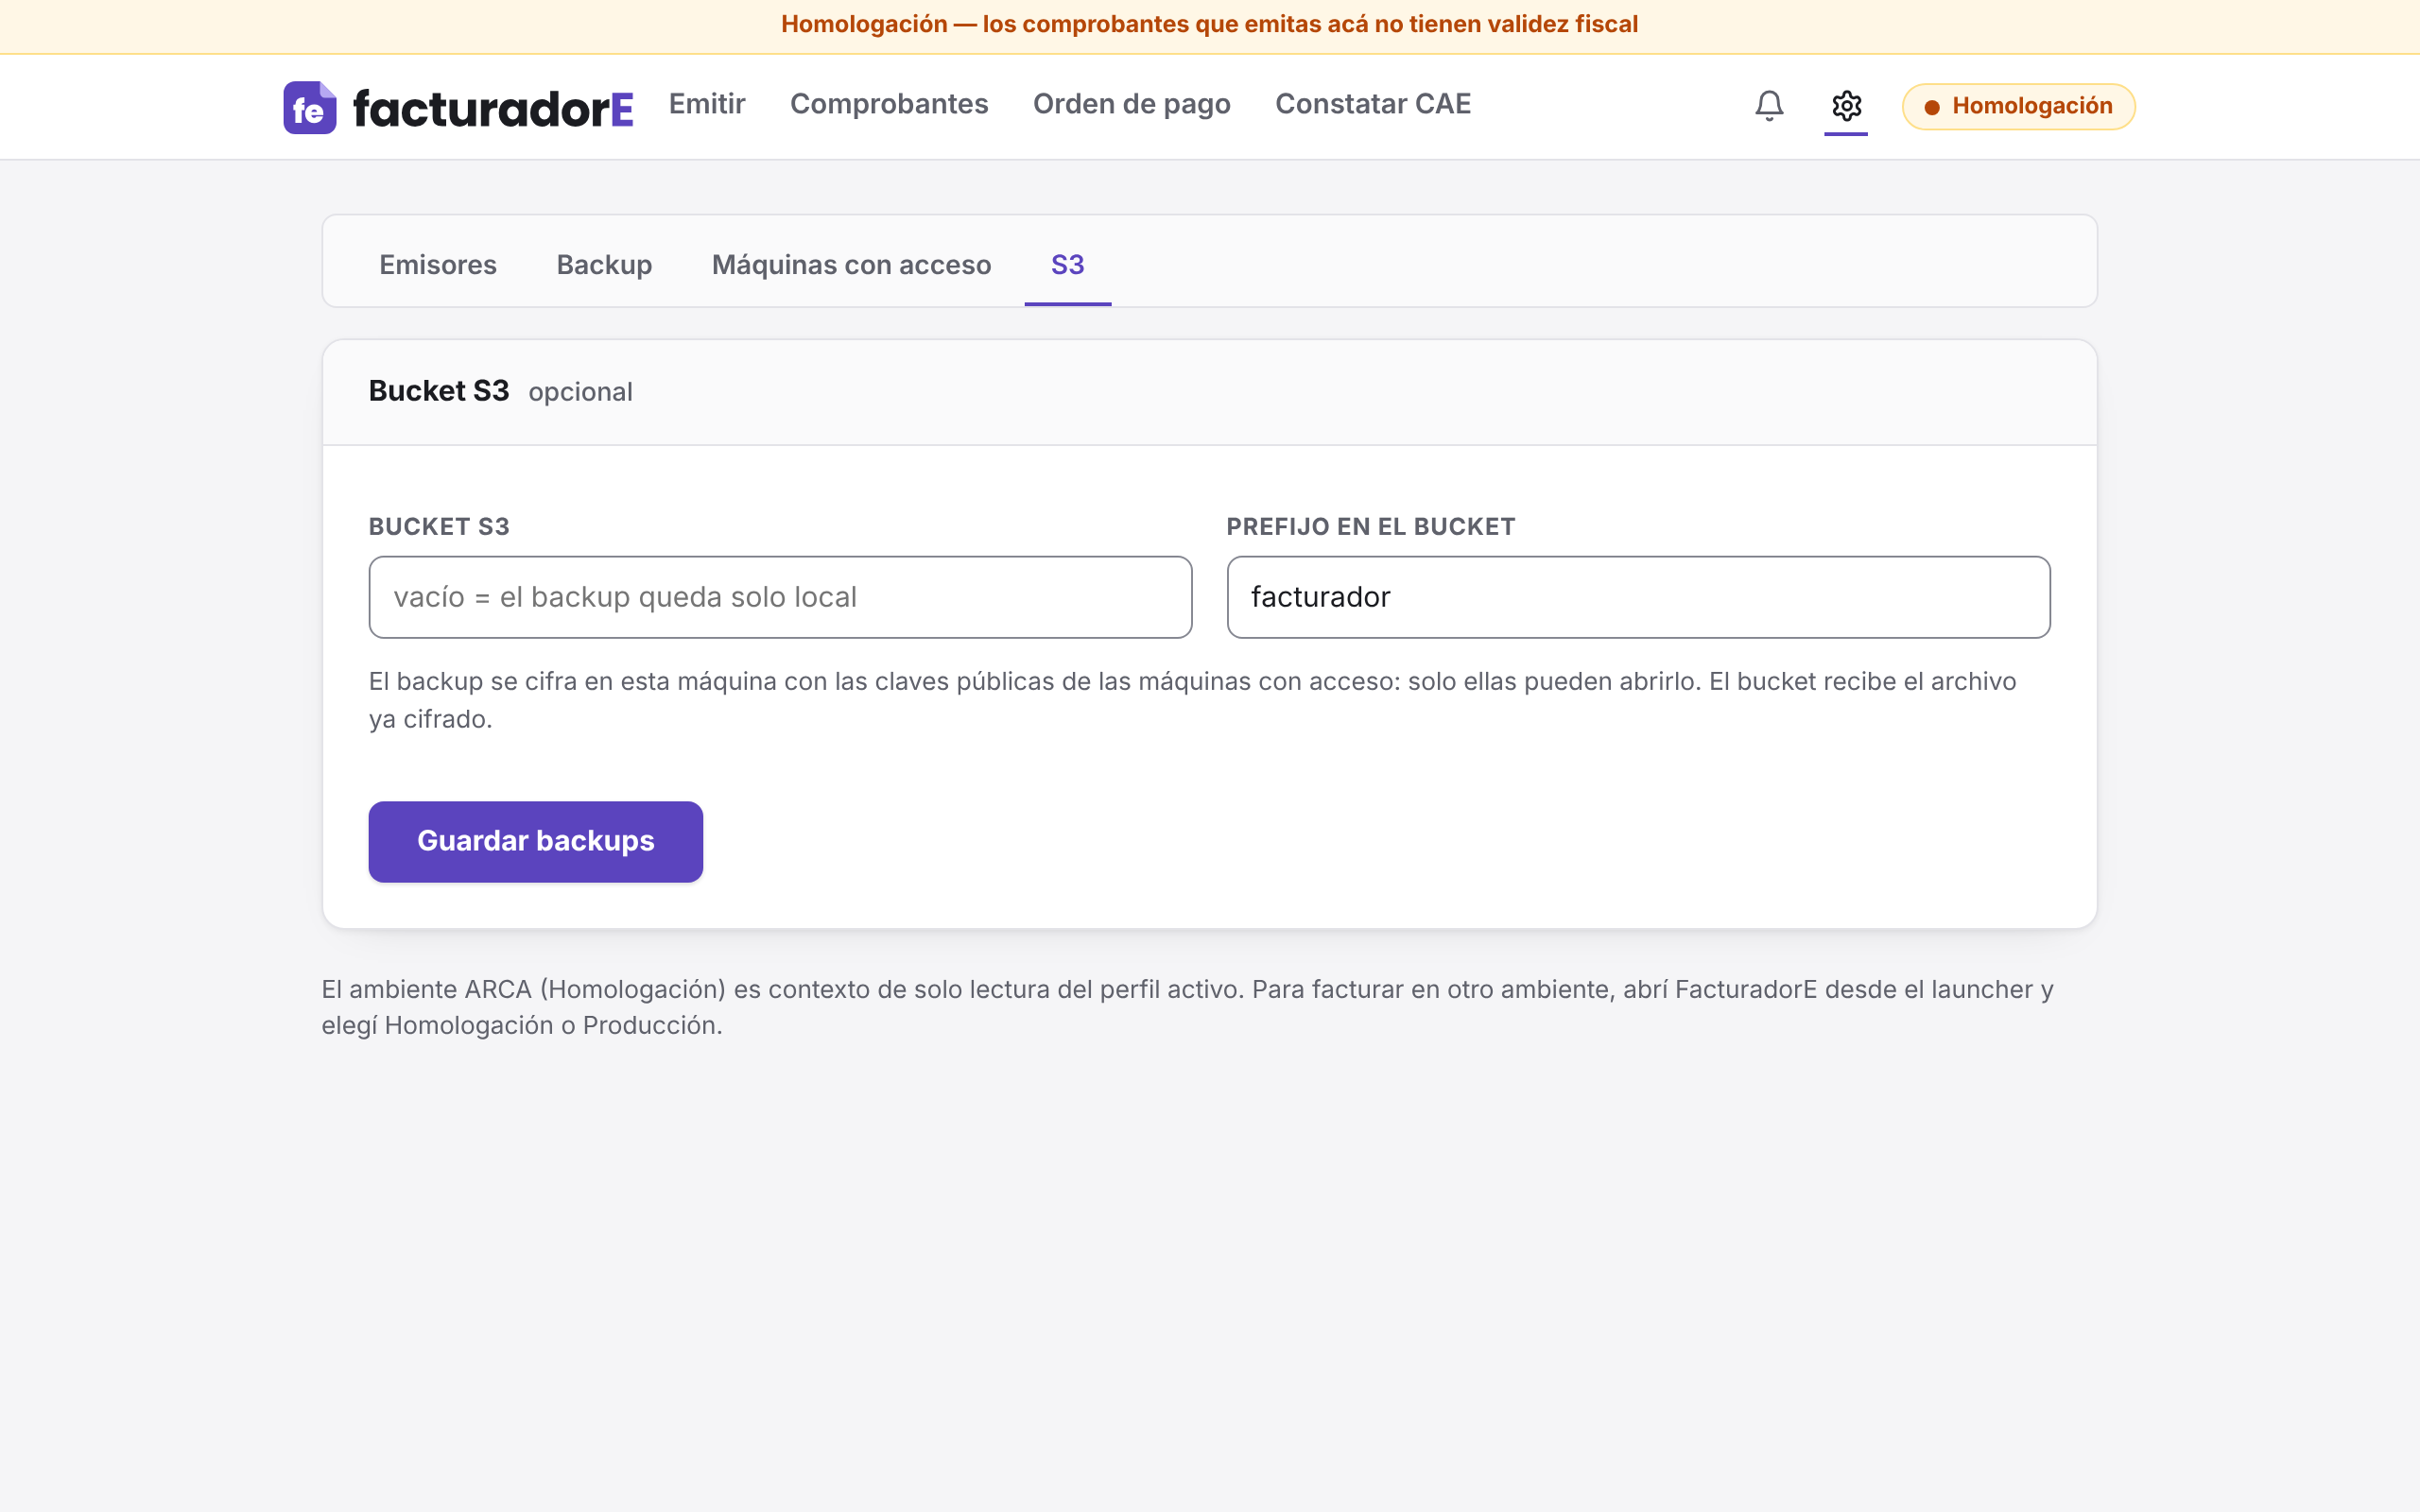 Homologación — los comprobantes que emitas acá no tienen validez fiscal
fe facturadorE Emitir Comprobantes Orden de pago Constatar CAE Homologación
Emisores Backup Máquinas con acceso S3
Bucket S3 opcional
BUCKET S3 PREFIJO EN EL BUCKET
vacío = el backup queda solo local facturador
El backup se cifra en esta máquina con las claves públicas de las máquinas con acceso: solo ellas pueden abrirlo. El bucket recibe el archivo
ya cifrado.
Guardar backups
El ambiente ARCA (Homologación) es contexto de solo lectura del perfil activo. Para facturar en otro ambiente, abrí FacturadorE desde el launcher y
elegí Homologación o Producción.